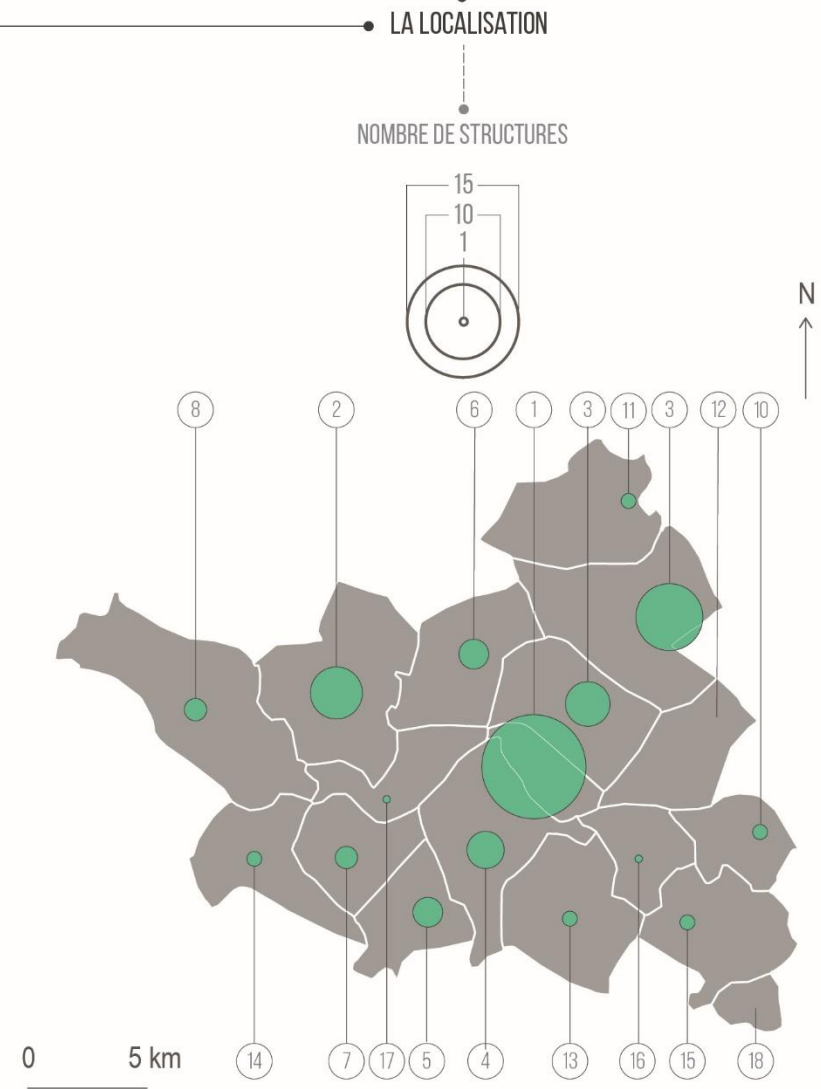 LA LOCALISATION
NOMBRE DE STRUCTURES
15
10
1
N
8 2 6 1 3 11 3 12 10
0 5 km
14 7 17 5 4 13 16 15 18